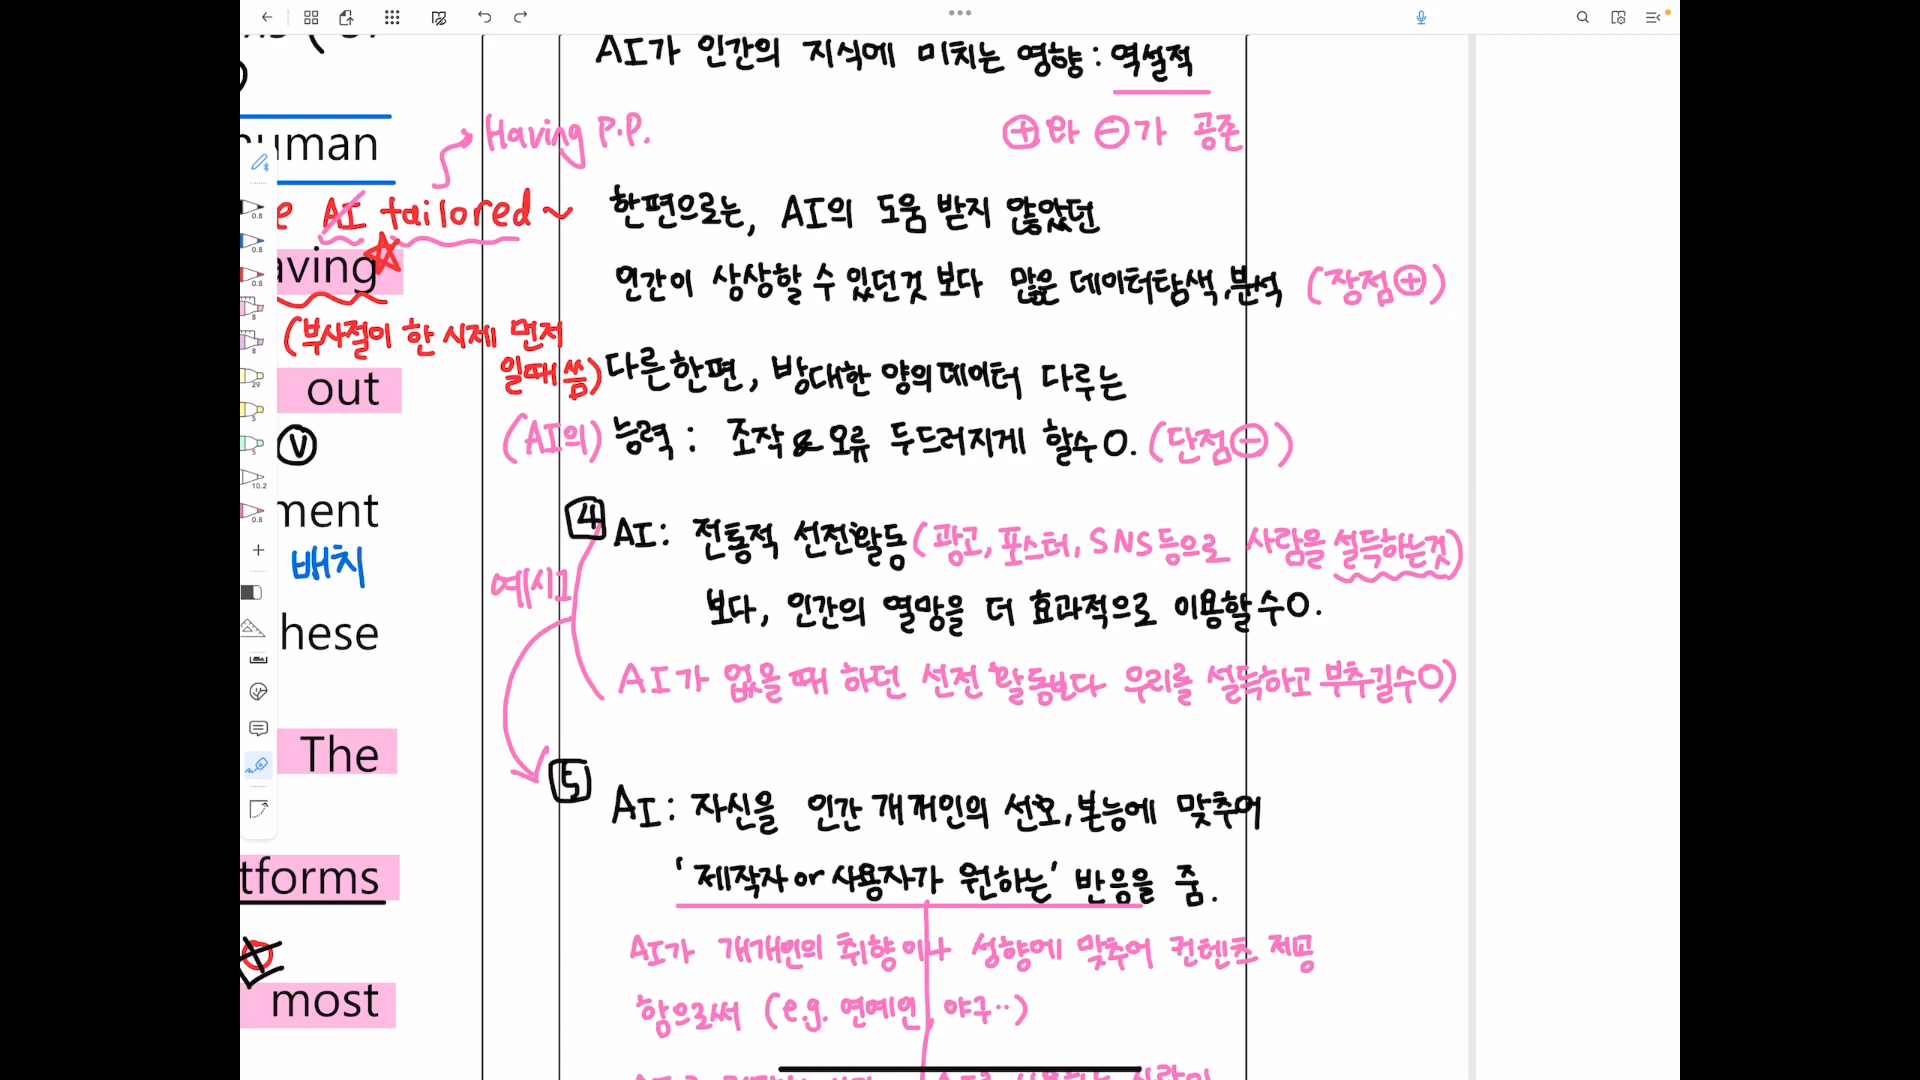 AI가 인간의 지식에 미치는 영향 : 역설적
human
Having P.P.
⊕와 ⊖가 공존
AI tailored ~
한편으로는, AI의 도움 받지 않았던
aving
인간이 상상할 수 있던것 보다 많은 데이터탐색, 분석 (장점⊕)
(부사절이 한 시제 먼저
일때 씀)
다른한편, 방대한 양의 데이터 다루는
out
(AI의) 능력 : 조작 & 오류 두드러지게 할수O. (단점⊖)
ⓥ
ment
4 AI : 전통적 선전활동 (광고, 포스터, SNS등으로 사람을 설득하는것)
배치
예시1
보다, 인간의 열망을 더 효과적으로 이용할수O.
hese
AI가 없을 때 하던 선전 활동보다 우리를 설득하고 부추길수O)
The
5 AI : 자신을 인간 개개인의 선호, 본능에 맞추어
'제작자 or 사용자가 원하는' 반응을 줌.
tforms
AI가 개개인의 취향이나 성향에 맞추어 컨텐츠 제공
most
함으로써 (e.g. 연예인, 야구..)